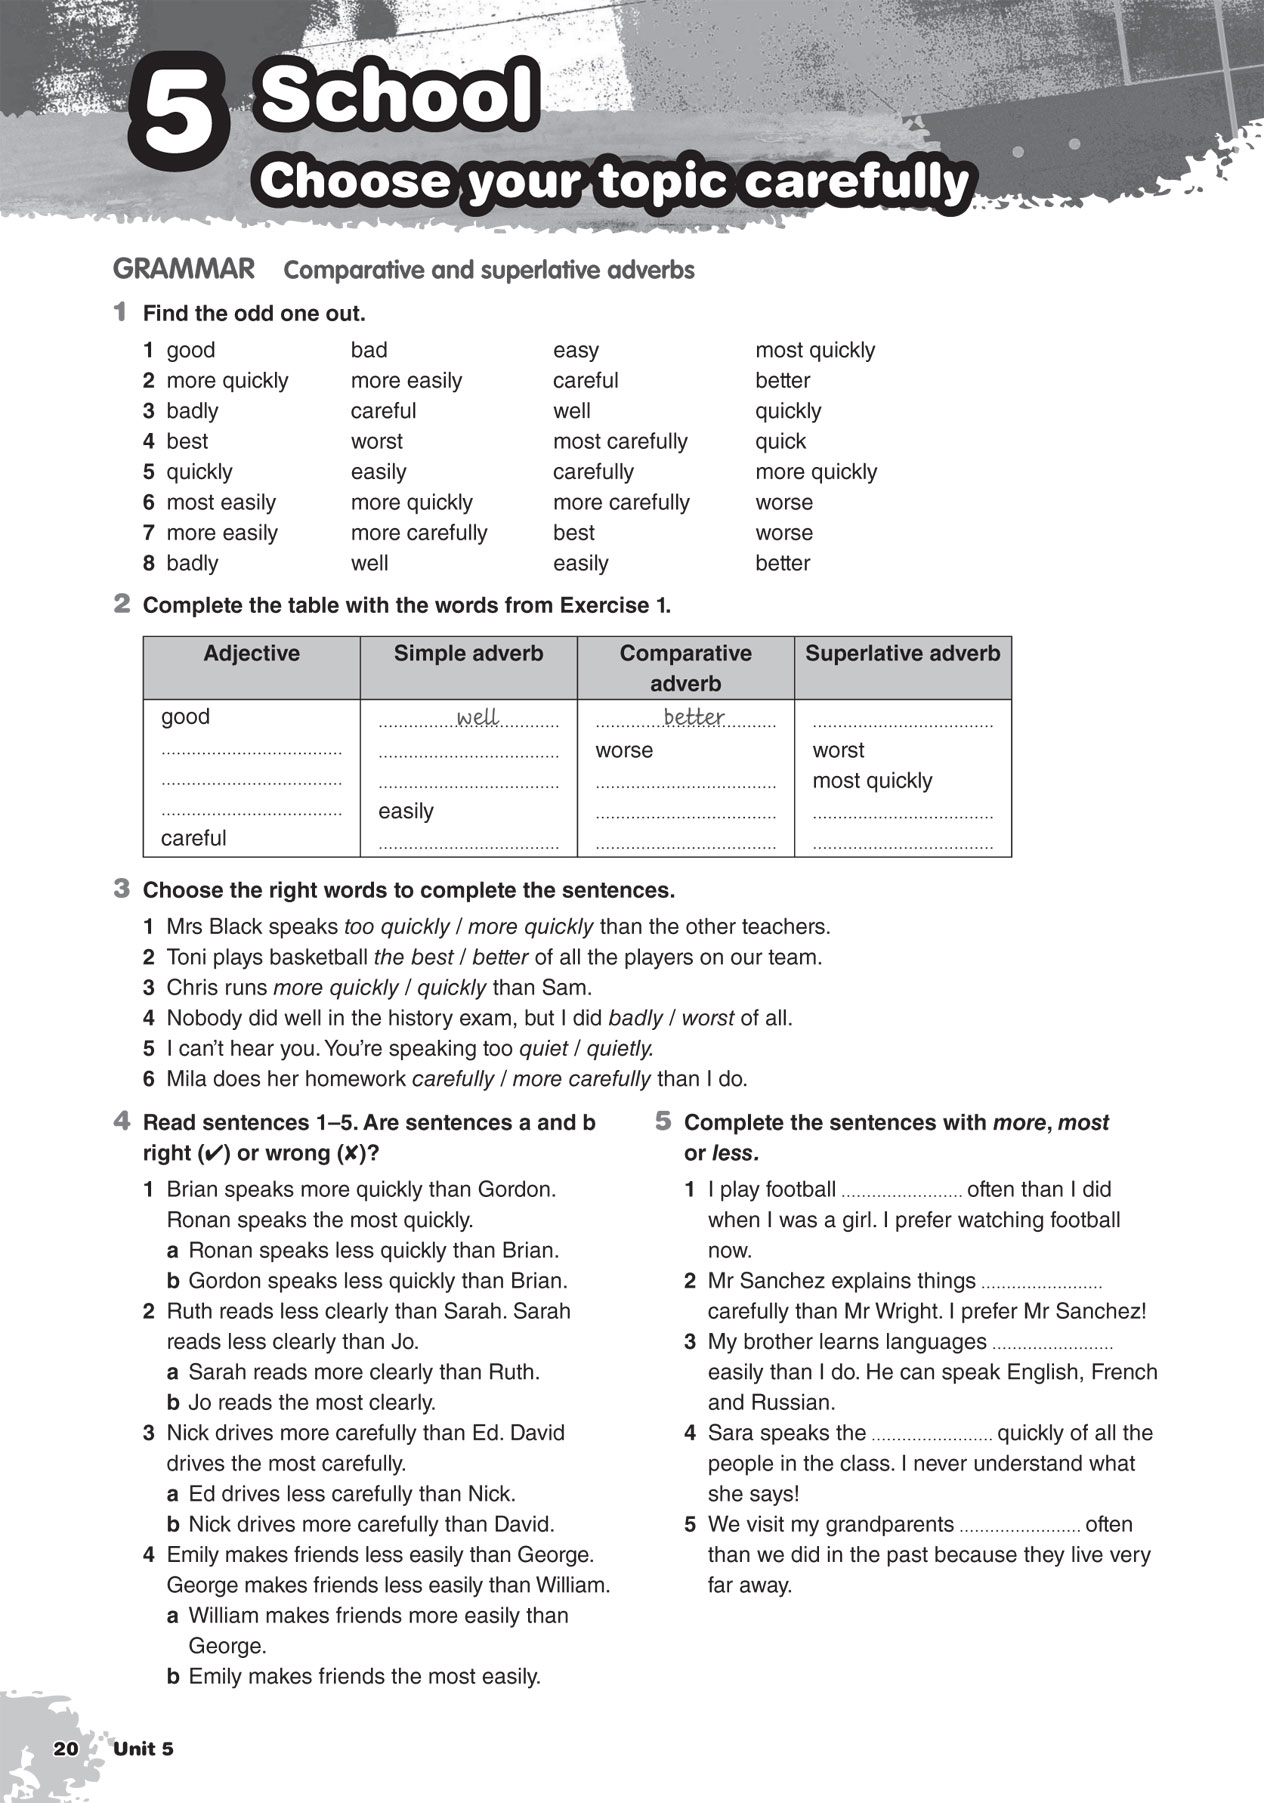 5 School
Choose your topic carefully
GRAMMAR Comparative and superlative adverbs
1 Find the odd one out.
1 good bad easy most quickly
2 more quickly more easily careful better
3 badly careful well quickly
4 best worst most carefully quick
5 quickly easily carefully more quickly
6 most easily more quickly more carefully worse
7 more easily more carefully best worse
8 badly well easily better
2 Complete the table with the words from Exercise 1.
Adjective Simple adverb Comparative adverb Superlative adverb
good well better ....................................
.................................... .................................... worse worst
.................................... .................................... .................................... most quickly
.................................... easily .................................... ....................................
careful .................................... .................................... ....................................
3 Choose the right words to complete the sentences.
1 Mrs Black speaks too quickly / more quickly than the other teachers.
2 Toni plays basketball the best / better of all the players on our team.
3 Chris runs more quickly / quickly than Sam.
4 Nobody did well in the history exam, but I did badly / worst of all.
5 I can't hear you. You're speaking too quiet / quietly.
6 Mila does her homework carefully / more carefully than I do.
4 Read sentences 1–5. Are sentences a and b
right (✔) or wrong (✘)?
1 Brian speaks more quickly than Gordon.
Ronan speaks the most quickly.
a Ronan speaks less quickly than Brian.
b Gordon speaks less quickly than Brian.
2 Ruth reads less clearly than Sarah. Sarah
reads less clearly than Jo.
a Sarah reads more clearly than Ruth.
b Jo reads the most clearly.
3 Nick drives more carefully than Ed. David
drives the most carefully.
a Ed drives less carefully than Nick.
b Nick drives more carefully than David.
4 Emily makes friends less easily than George.
George makes friends less easily than William.
a William makes friends more easily than
George.
b Emily makes friends the most easily.
5 Complete the sentences with more, most
or less.
1 I play football ........................ often than I did
when I was a girl. I prefer watching football
now.
2 Mr Sanchez explains things ........................
carefully than Mr Wright. I prefer Mr Sanchez!
3 My brother learns languages ........................
easily than I do. He can speak English, French
and Russian.
4 Sara speaks the ........................ quickly of all the
people in the class. I never understand what
she says!
5 We visit my grandparents ........................ often
than we did in the past because they live very
far away.
20 Unit 5